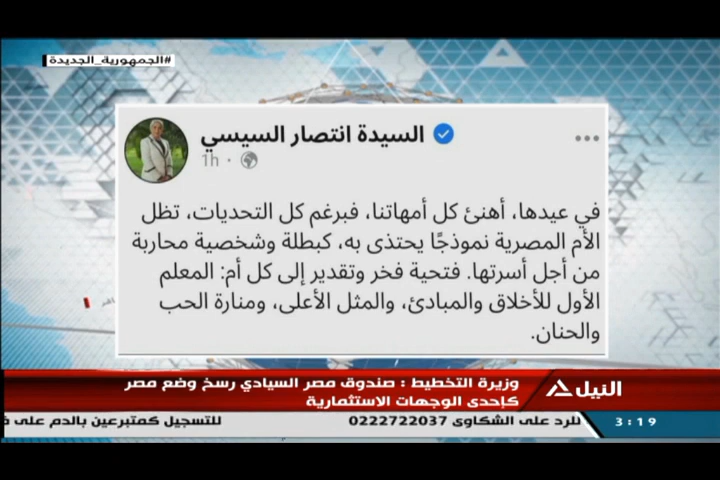 #الجمهورية_الجديدة
السيدة انتصار السيسي
1h
في عيدها، أهنئ كل أمهاتنا، فبرغم كل التحديات، تظل
الأم المصرية نموذجًا يحتذى به، كبطلة وشخصية محاربة
من أجل أسرتها. فتحية فخر وتقدير إلى كل أم: المعلم
الأول للأخلاق والمبادئ، والمثل الأعلى، ومنارة الحب
والحنان.
النيل
وزيرة التخطيط : صندوق مصر السيادي رسخ وضع مصر
كإحدى الوجهات الاستثمارية
3:19
للرد على الشكاوى 0222722037
للتسجيل كمتبرعين بالدم على